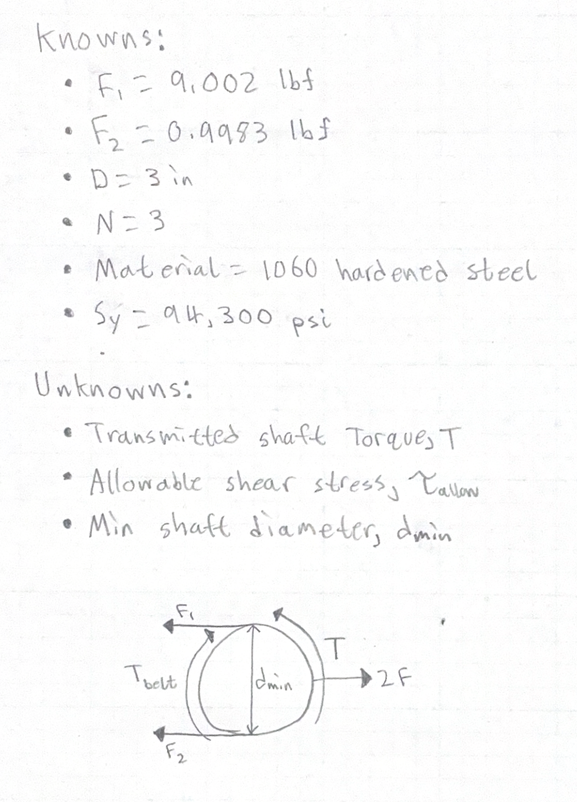 Knowns:
• F₁ = 9.002 lbf
• F₂ = 0.9983 lbf
• D = 3 in
• N = 3
• Material = 1060 hardened steel
• Sy = 94,300 psi
Unknowns:
• Transmitted shaft Torque, T
• Allowable shear stress, τallow
• Min shaft diameter, dmin
F₁
T
Tbelt
dmin
2F
F₂